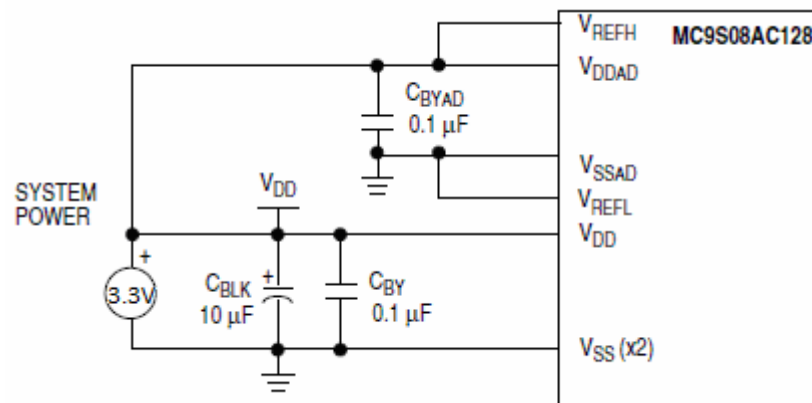 VREFH
MC9S08AC128
VDDAD
CBYAD
0.1 μF
VSSAD
VREFL
SYSTEM
POWER
VDD
VDD
+
3.3V
CBLK
+
10 μF
CBY
0.1 μF
VSS (x2)